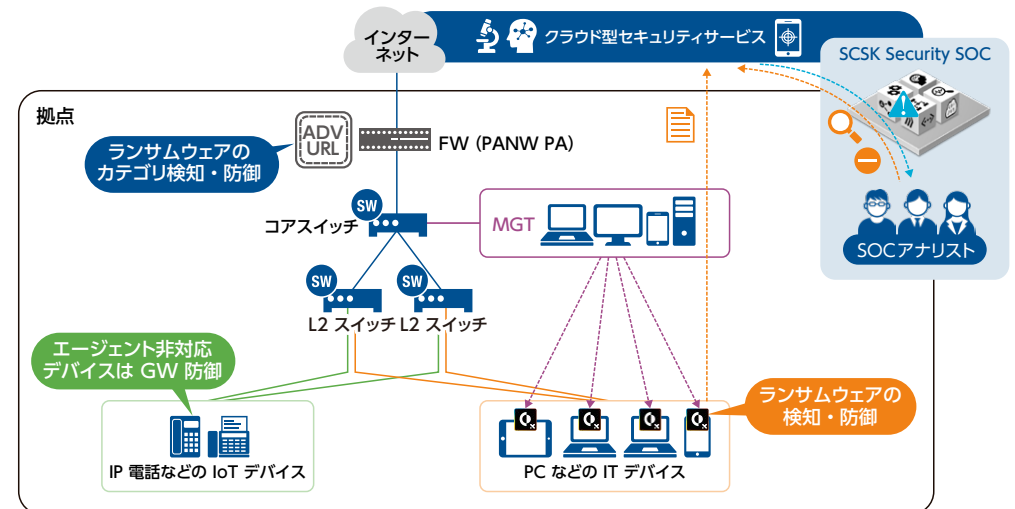 インター
ネット
クラウド型セキュリティサービス
SCSK Security SOC
拠点
ADV
URL
FW (PANW PA)
ランサムウェアの
カテゴリ検知・防御
SW
コアスイッチ
MGT
SOCアナリスト
SW
SW
L2 スイッチ
L2 スイッチ
エージェント非対応
デバイスは GW 防御
ランサムウェアの
検知・防御
IP 電話などの IoT デバイス
PC などの IT デバイス